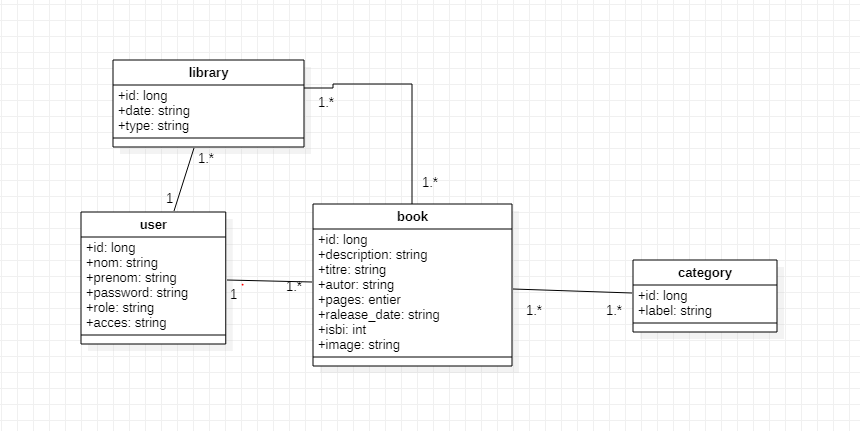 library
+id: long
+date: string
+type: string
1.*
1.*
1
1.*
user
+id: long
+nom: string
+prenom: string
+password: string
+role: string
+acces: string
1
1.*
book
+id: long
+description: string
+titre: string
+autor: string
+pages: entier
+ralease_date: string
+isbi: int
+image: string
1.*
1.*
category
+id: long
+label: string